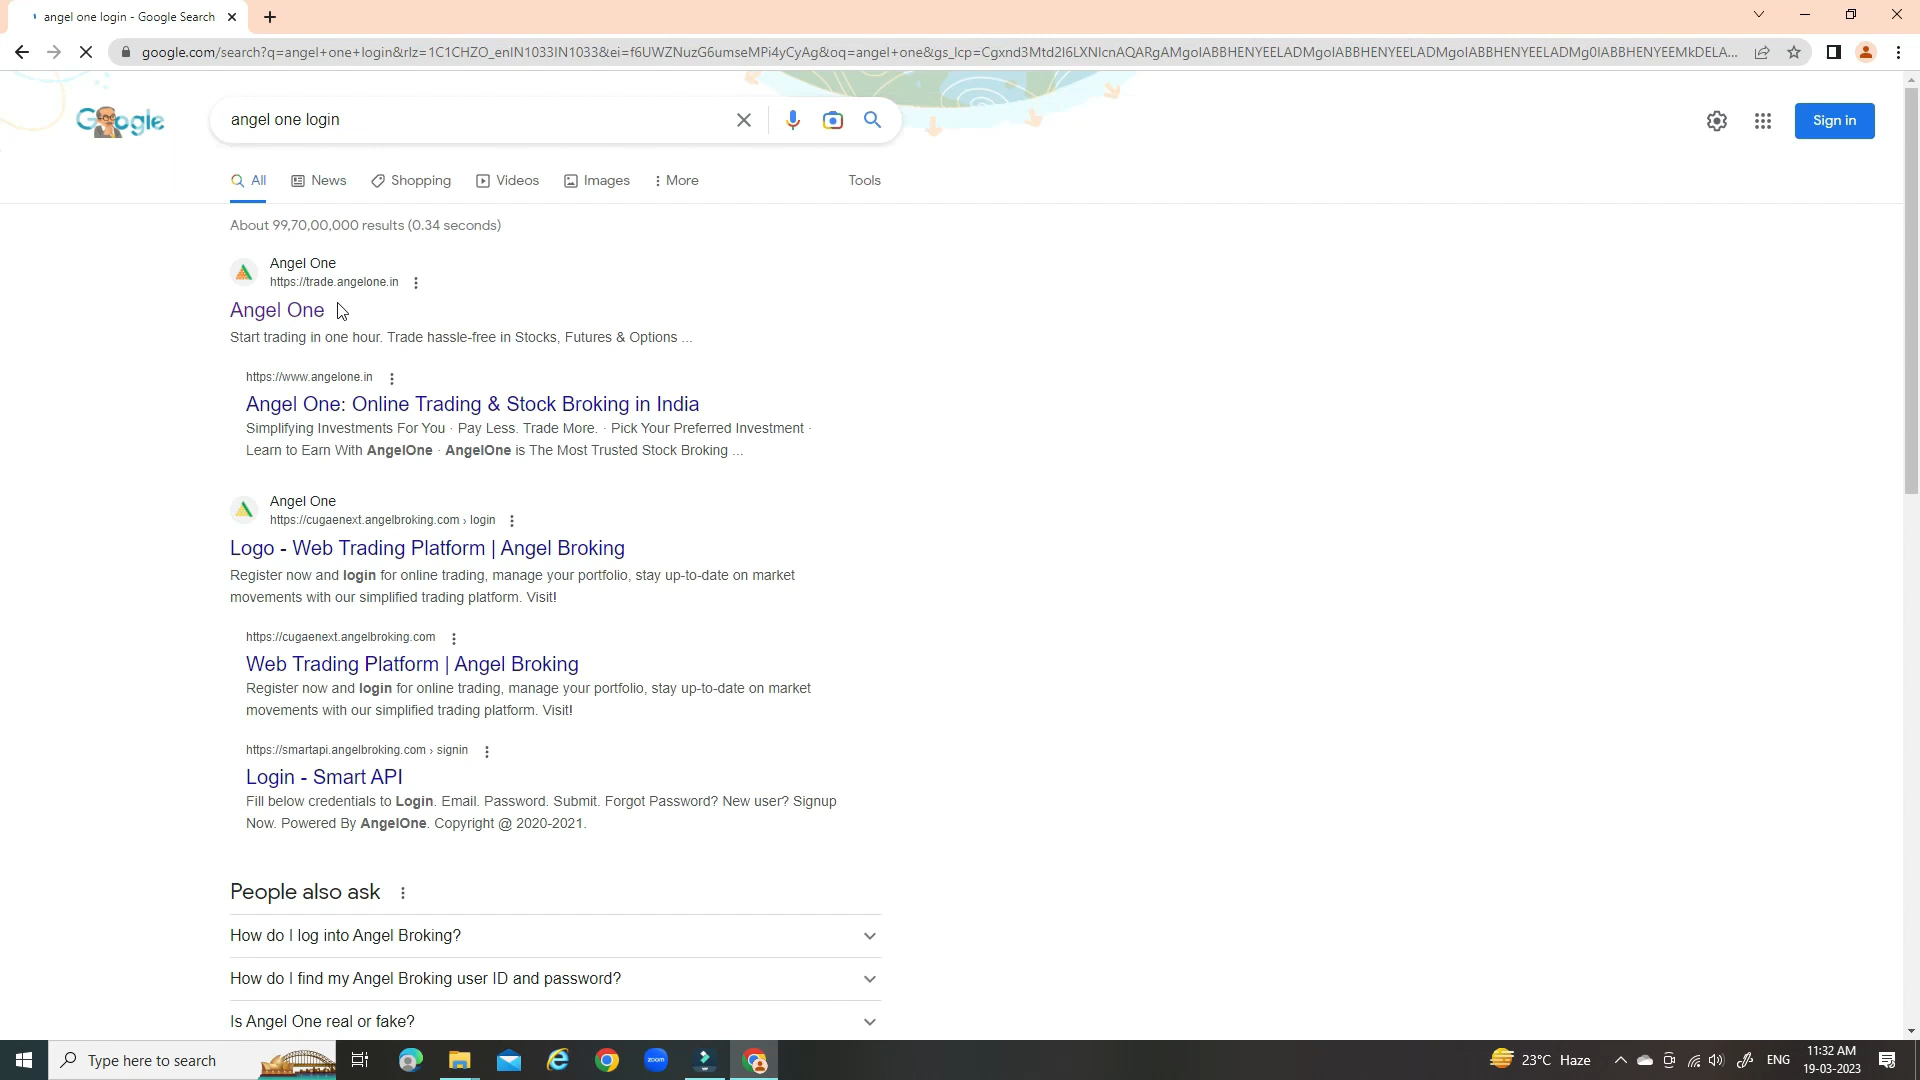 angel one login - Google Search
google.com/search?q=angel+one+login&rlz=1C1CHZO_enIN1033IN1033&ei=f6UWZNuzG6umseMPi4yCyAg&oq=angel+one&gs_lcp=Cgxnd3Mtd2l6LXNlcnAQARgAMgoIABBHENYEELADMgoIABBHENYEELADMgoIABBHENYEELADMg0IABBHENYEEMkDELA...
Google
angel one login
Sign in
All
News
Shopping
Videos
Images
More
Tools
About 99,70,00,000 results (0.34 seconds)
Angel One
https://trade.angelone.in
Angel One
Start trading in one hour. Trade hassle-free in Stocks, Futures & Options ...
https://www.angelone.in
Angel One: Online Trading & Stock Broking in India
Simplifying Investments For You · Pay Less. Trade More. · Pick Your Preferred Investment ·
Learn to Earn With AngelOne · AngelOne is The Most Trusted Stock Broking ...
Angel One
https://cugaenext.angelbroking.com › login
Logo - Web Trading Platform | Angel Broking
Register now and login for online trading, manage your portfolio, stay up-to-date on market
movements with our simplified trading platform. Visit!
https://cugaenext.angelbroking.com
Web Trading Platform | Angel Broking
Register now and login for online trading, manage your portfolio, stay up-to-date on market
movements with our simplified trading platform. Visit!
https://smartapi.angelbroking.com › signin
Login - Smart API
Fill below credentials to Login. Email. Password. Submit. Forgot Password? New user? Signup
Now. Powered By AngelOne. Copyright @ 2020-2021.
People also ask
How do I log into Angel Broking?
How do I find my Angel Broking user ID and password?
Is Angel One real or fake?
Type here to search
zoom
23°C Haze
ENG
11:32 AM
19-03-2023